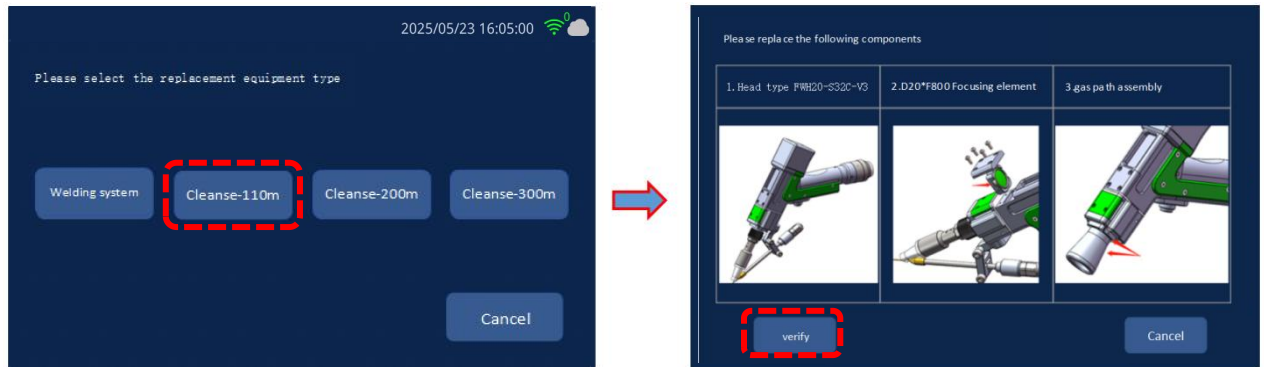 2025/05/23 16:05:00
0
Please select the replacement equipment type
Welding system
Cleanse-110m
Cleanse-200m
Cleanse-300m
Cancel
Please replace the following components
1.Head type FWH20-S32C-V3
2.D20*F800 Focusing element
3.gas path assembly
verify
Cancel